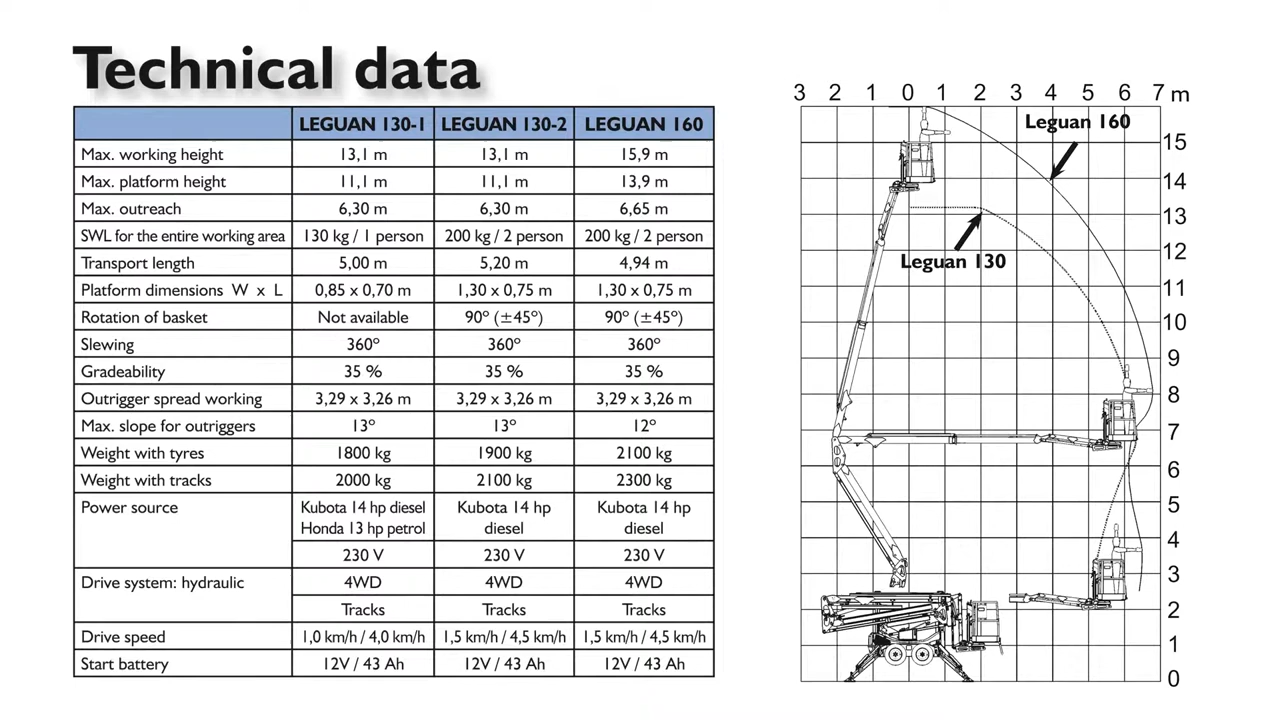 Technical data
LEGUAN 130-1 LEGUAN 130-2 LEGUAN 160
Max. working height 13,1 m 13,1 m 15,9 m
Max. platform height 11,1 m 11,1 m 13,9 m
Max. outreach 6,30 m 6,30 m 6,65 m
SWL for the entire working area 130 kg / 1 person 200 kg / 2 person 200 kg / 2 person
Transport length 5,00 m 5,20 m 4,94 m
Platform dimensions W x L 0,85 x 0,70 m 1,30 x 0,75 m 1,30 x 0,75 m
Rotation of basket Not available 90º (±45º) 90º (±45º)
Slewing 360º 360º 360º
Gradeability 35 % 35 % 35 %
Outrigger spread working 3,29 x 3,26 m 3,29 x 3,26 m 3,29 x 3,26 m
Max. slope for outriggers 13º 13º 12º
Weight with tyres 1800 kg 1900 kg 2100 kg
Weight with tracks 2000 kg 2100 kg 2300 kg
Power source Kubota 14 hp diesel Kubota 14 hp Kubota 14 hp
Honda 13 hp petrol diesel diesel
230 V 230 V 230 V
Drive system: hydraulic 4WD 4WD 4WD
Tracks Tracks Tracks
Drive speed 1,0 km/h / 4,0 km/h 1,5 km/h / 4,5 km/h 1,5 km/h / 4,5 km/h
Start battery 12V / 43 Ah 12V / 43 Ah 12V / 43 Ah
3 2 1 0 1 2 3 4 5 6 7 m
Leguan 160
15
14
13
12
Leguan 130
11
10
9
8
7
6
5
4
3
2
1
0